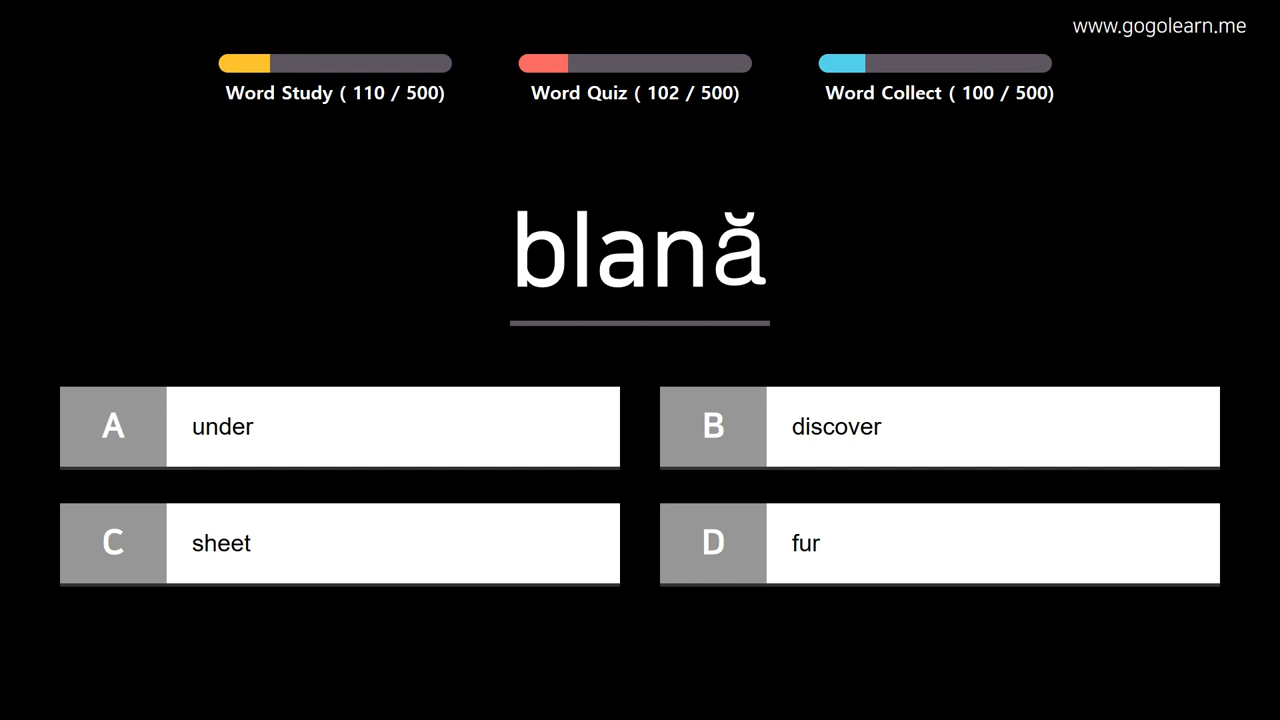 www.gogolearn.me
Word Study ( 110 / 500)
Word Quiz ( 102 / 500)
Word Collect ( 100 / 500)
blană
A under
B discover
C sheet
D fur